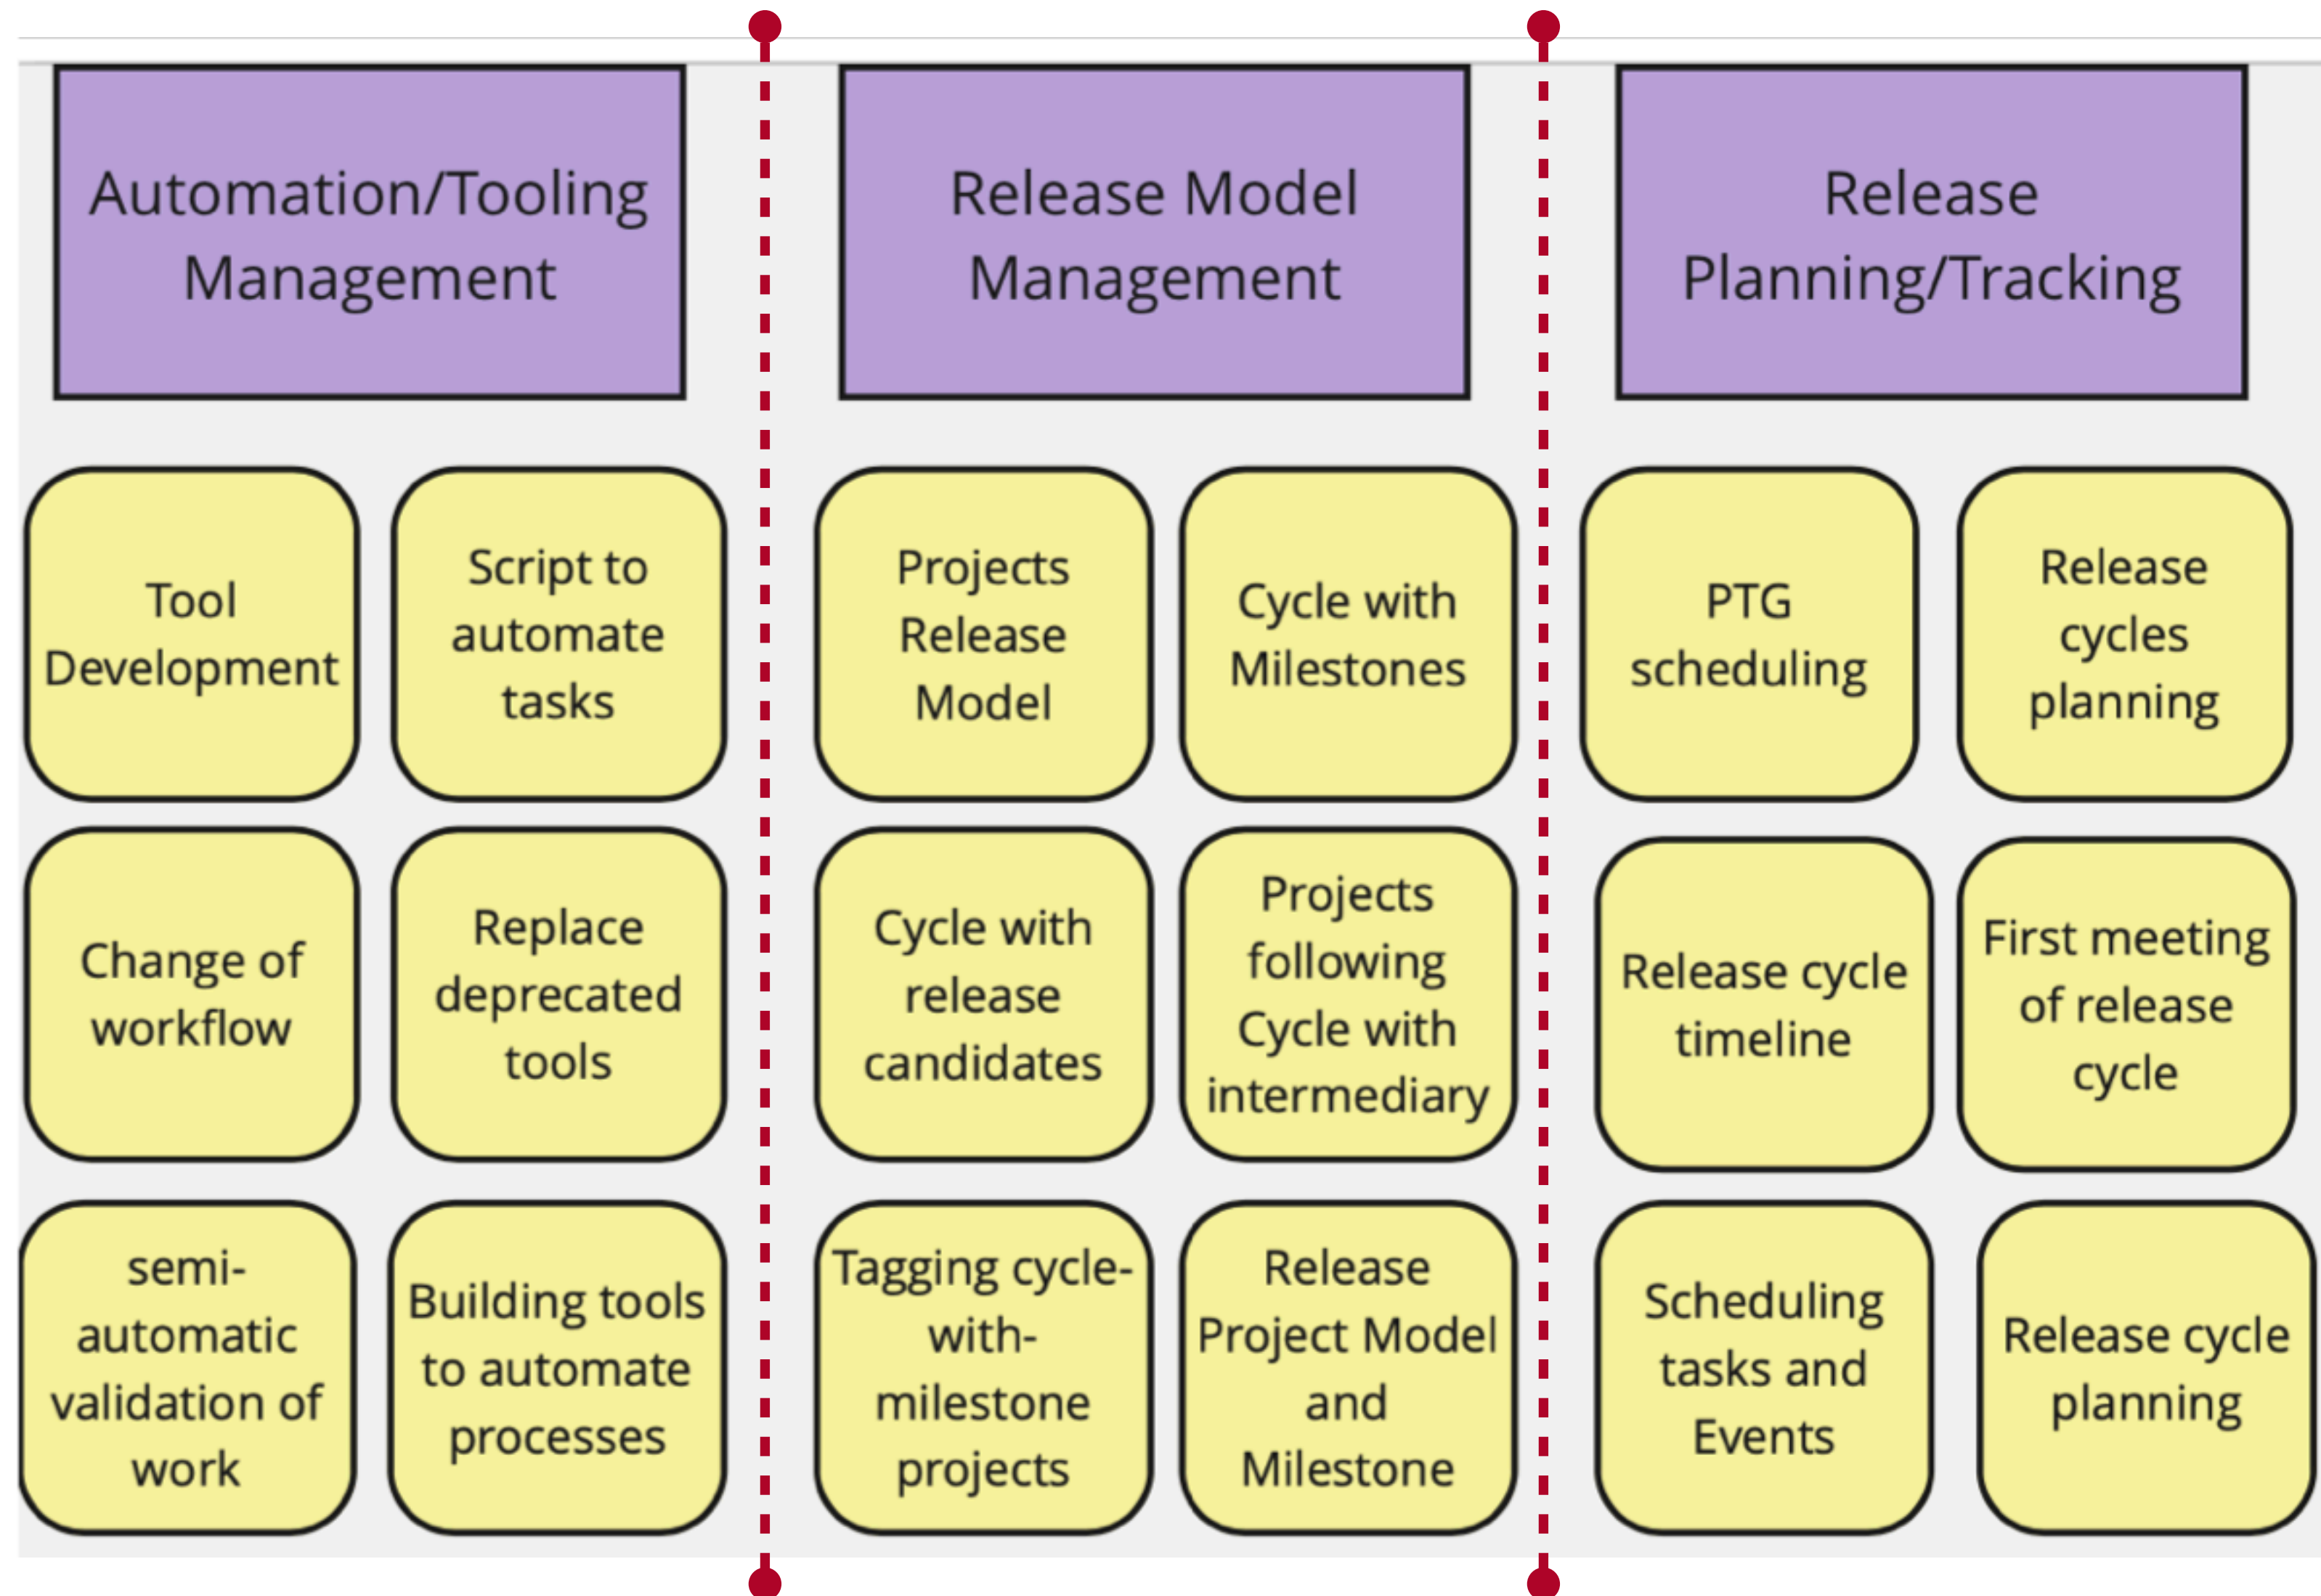 Automation/Tooling
Management
Tool
Development
Script to
automate
tasks
Change of
workflow
Replace
deprecated
tools
semi-
automatic
validation of
work
Building tools
to automate
processes
Release Model
Management
Projects
Release
Model
Cycle with
Milestones
Cycle with
release
candidates
Projects
following
Cycle with
intermediary
Tagging cycle-
with-
milestone
projects
Release
Project Model
and
Milestone
Release
Planning/Tracking
PTG
scheduling
Release
cycles
planning
Release cycle
timeline
First meeting
of release
cycle
Scheduling
tasks and
Events
Release cycle
planning